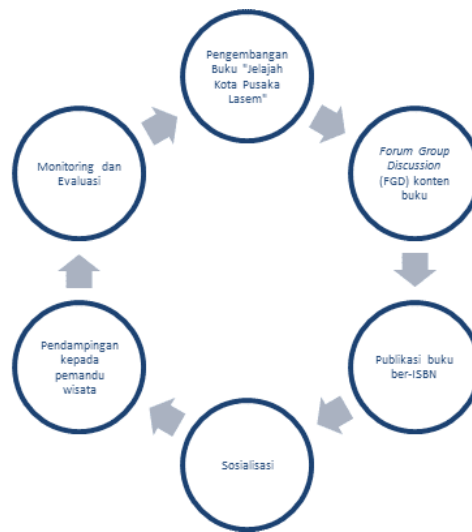 Pengembangan
Buku "Jelajah
Kota Pusaka
Lasem"
Forum Group
Discussion
(FGD) konten
buku
Publikasi buku
ber-ISBN
Sosialisasi
Pendampingan
kepada
pemandu
wisata
Monitoring dan
Evaluasi